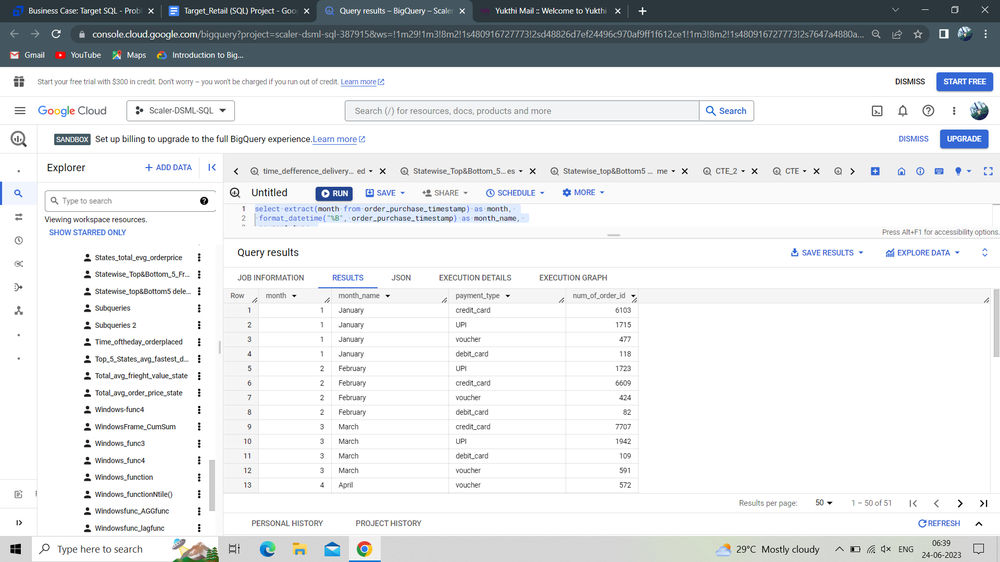 Business Case: Target SQL - Probl
Target_Retail (SQL) Project - Goo
Query results – BigQuery – Scaler
Yukthi Mail :: Welcome to Yukthi
console.cloud.google.com/bigquery?project=scaler-dsml-sql-387915&ws=!1m29!1m3!8m2!1s480916727773!2sd48826d7ef24496c970af9ff1f612ce1!1m3!8m2!1s480916727773!2s7647a4880a...
Gmail YouTube Maps Introduction to Big...
Start your free trial with $300 in credit. Don't worry – you won't be charged if you run out of credit. Learn more
DISMISS START FREE
Google Cloud Scaler-DSML-SQL Search (/) for resources, docs, products and more Search
SANDBOX Set up billing to upgrade to the full BigQuery experience. Learn more
DISMISS UPGRADE
Explorer + ADD DATA
Type to search
Viewing workspace resources.
SHOW STARRED ONLY
States_total_evg_orderprice
Statewise_Top&Bottom_5_Fr...
Statewise_top&Bottom5 dele...
Subqueries
Subqueries 2
Time_oftheday_orderplaced
Top_5_States_avg_fastest_d...
Total_avg_frieght_value_state
Total_avg_order_price_state
Windows-func4
WindowsFrame_CumSum
Windows_func3
Windows_func4
Windows_function
Windows_functionNtile()
Windowsfunc_AGGfunc
Windowsfunc_lagfunc
time_defference_delivery... ed Statewise_Top&Bottom_5... es Statewise_top&Bottom5 ... me CTE_2 CTE
Untitled RUN SAVE SHARE SCHEDULE MORE
1 select extract(month from order_purchase_timestamp) as month,
2 format_datetime("%B", order_purchase_timestamp) as month_name,
Press Alt+F1 for accessibility options.
Query results SAVE RESULTS EXPLORE DATA
JOB INFORMATION RESULTS JSON EXECUTION DETAILS EXECUTION GRAPH
Row month month_name payment_type num_of_order_id
1 1 January credit_card 6103
2 1 January UPI 1715
3 1 January voucher 477
4 1 January debit_card 118
5 2 February UPI 1723
6 2 February credit_card 6609
7 2 February voucher 424
8 2 February debit_card 82
9 3 March credit_card 7707
10 3 March UPI 1942
11 3 March debit_card 109
12 3 March voucher 591
13 4 April voucher 572
Results per page: 50 1 – 50 of 51
PERSONAL HISTORY PROJECT HISTORY REFRESH
Type here to search
29°C Mostly cloudy ENG
06:39
24-06-2023